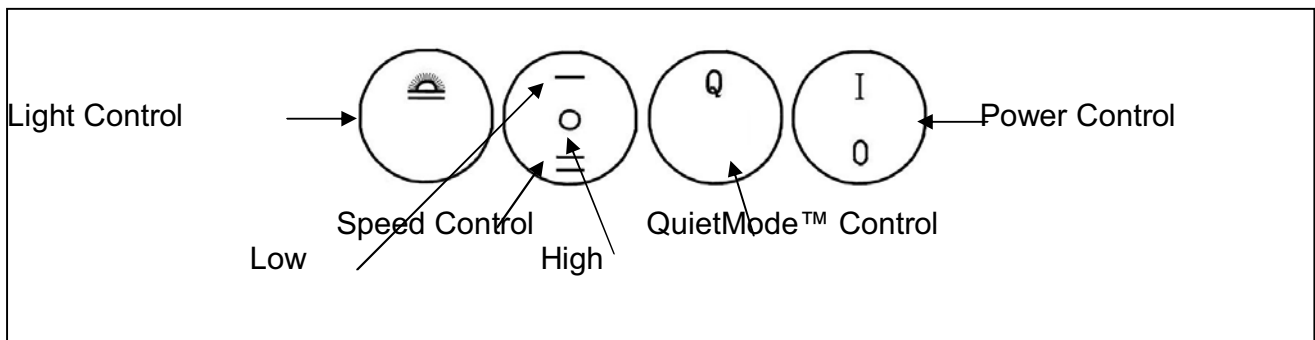 Q I
0
Light Control Power Control
Speed Control QuietMode™ Control
Low High